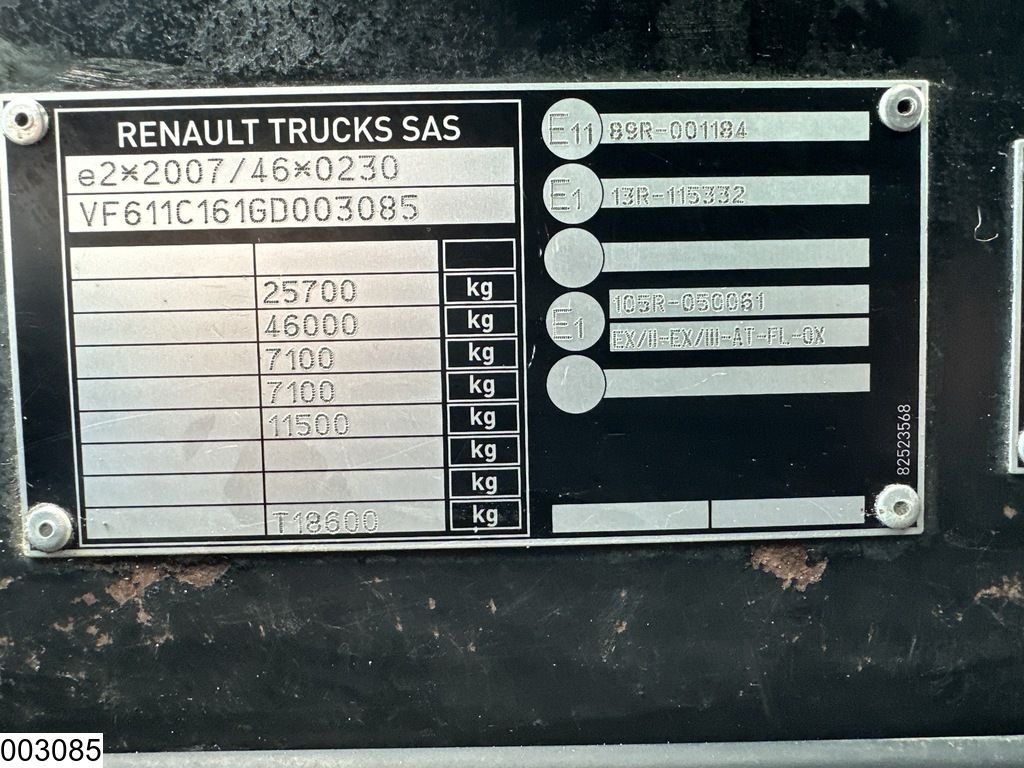 RENAULT TRUCKS SAS
e2*2007/46*0230
VF611C161GD003085
25700 kg
46000 kg
7100 kg
7100 kg
11500 kg
kg
kg
T18600 kg
E11 89R-001184
E1 13R-115332
E1 105R-050061
EX/II-EX/III-AT-FL-OX
82523568
003085